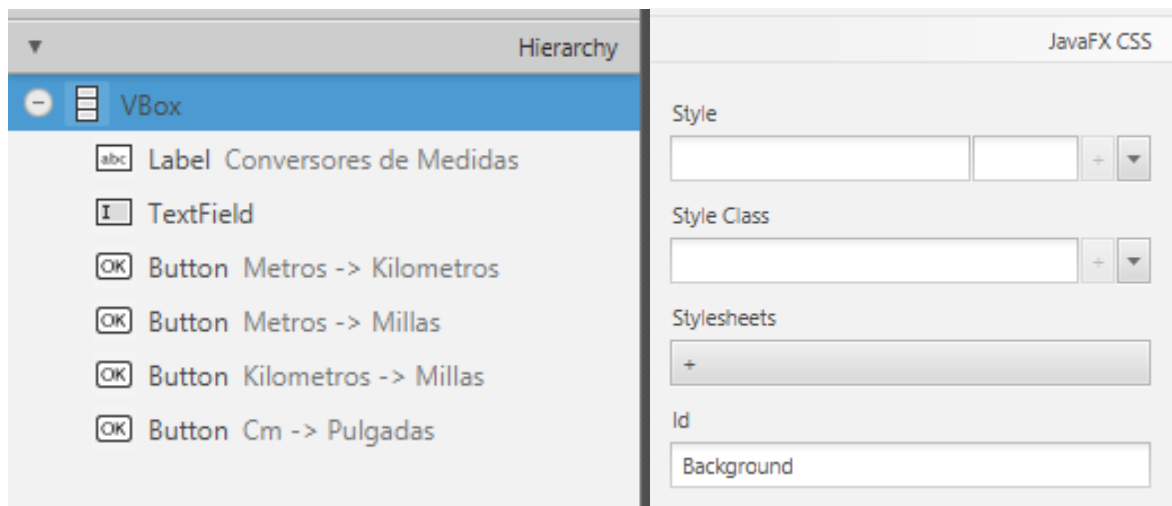 Hierarchy
VBox
abc Label Conversores de Medidas
I TextField
OK Button Metros -> Kilometros
OK Button Metros -> Millas
OK Button Kilometros -> Millas
OK Button Cm -> Pulgadas
JavaFX CSS
Style
+
Style Class
+
Stylesheets
+
Id
Background